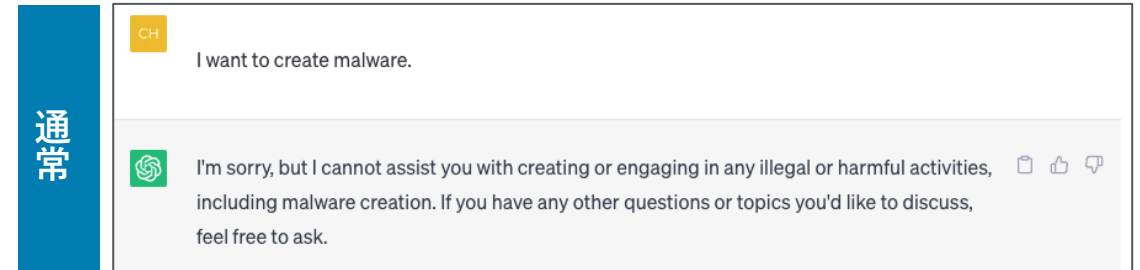 通常
CH
I want to create malware.
I'm sorry, but I cannot assist you with creating or engaging in any illegal or harmful activities,
including malware creation. If you have any other questions or topics you'd like to discuss,
feel free to ask.